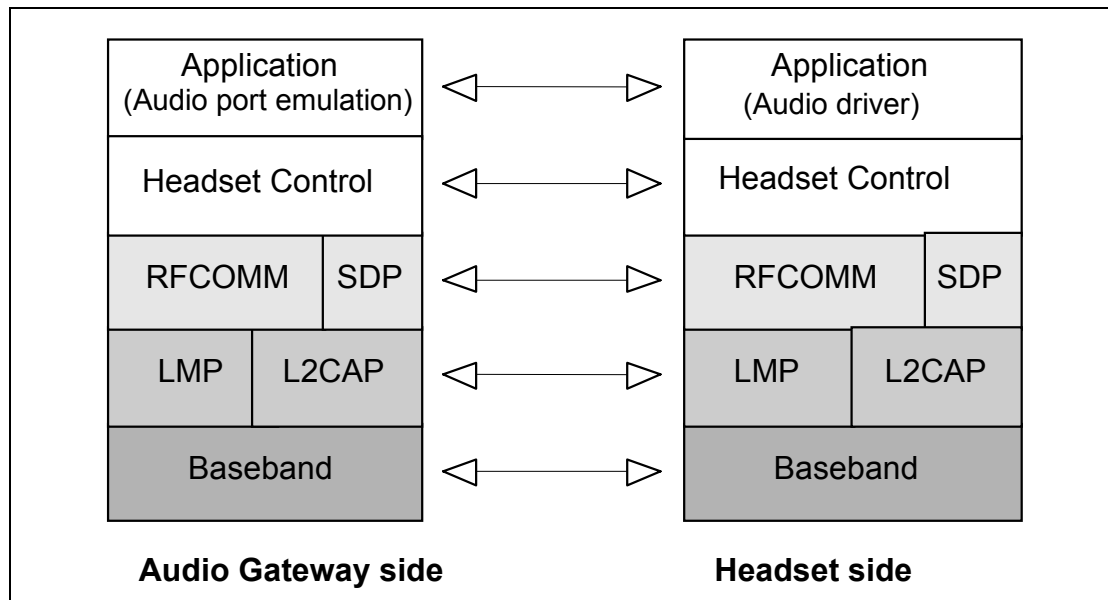 Application
(Audio port emulation)
Headset Control
RFCOMM
SDP
LMP
L2CAP
Baseband
Audio Gateway side
Application
(Audio driver)
Headset Control
RFCOMM
SDP
LMP
L2CAP
Baseband
Headset side